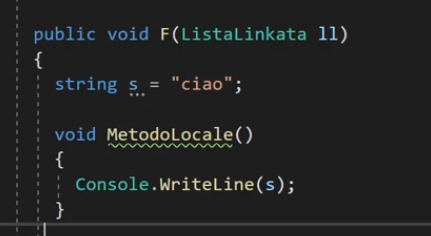 public void F(ListaLinkata ll)
{
string s = "ciao";
void MetodoLocale()
{
Console.WriteLine(s);
}